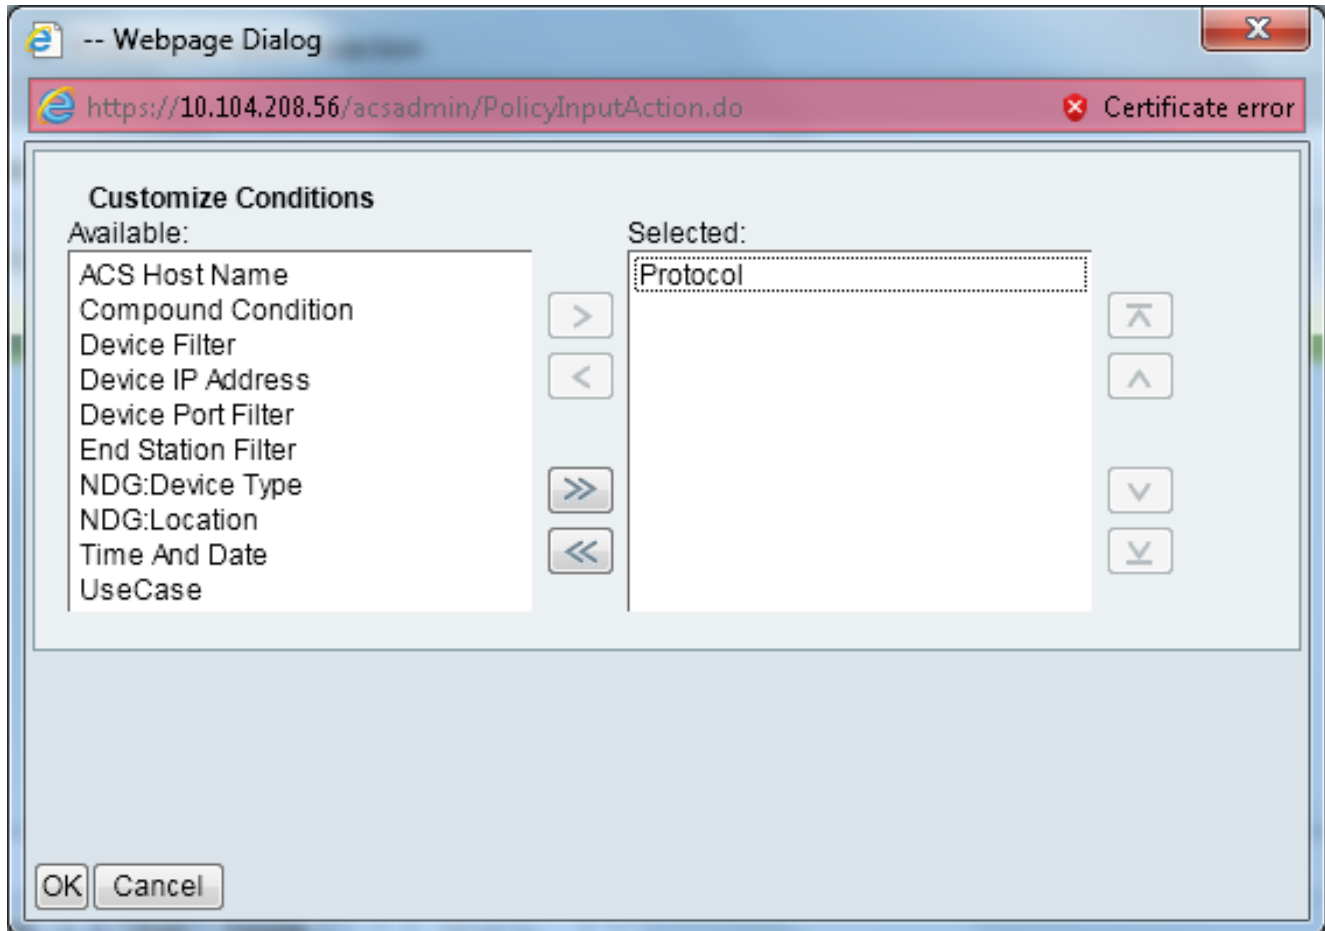 -- Webpage Dialog
https://10.104.208.56/acsadmin/PolicyInputAction.do Certificate error
Customize Conditions
Available:
ACS Host Name
Compound Condition
Device Filter
Device IP Address
Device Port Filter
End Station Filter
NDG:Device Type
NDG:Location
Time And Date
UseCase
Selected:
Protocol
OK Cancel